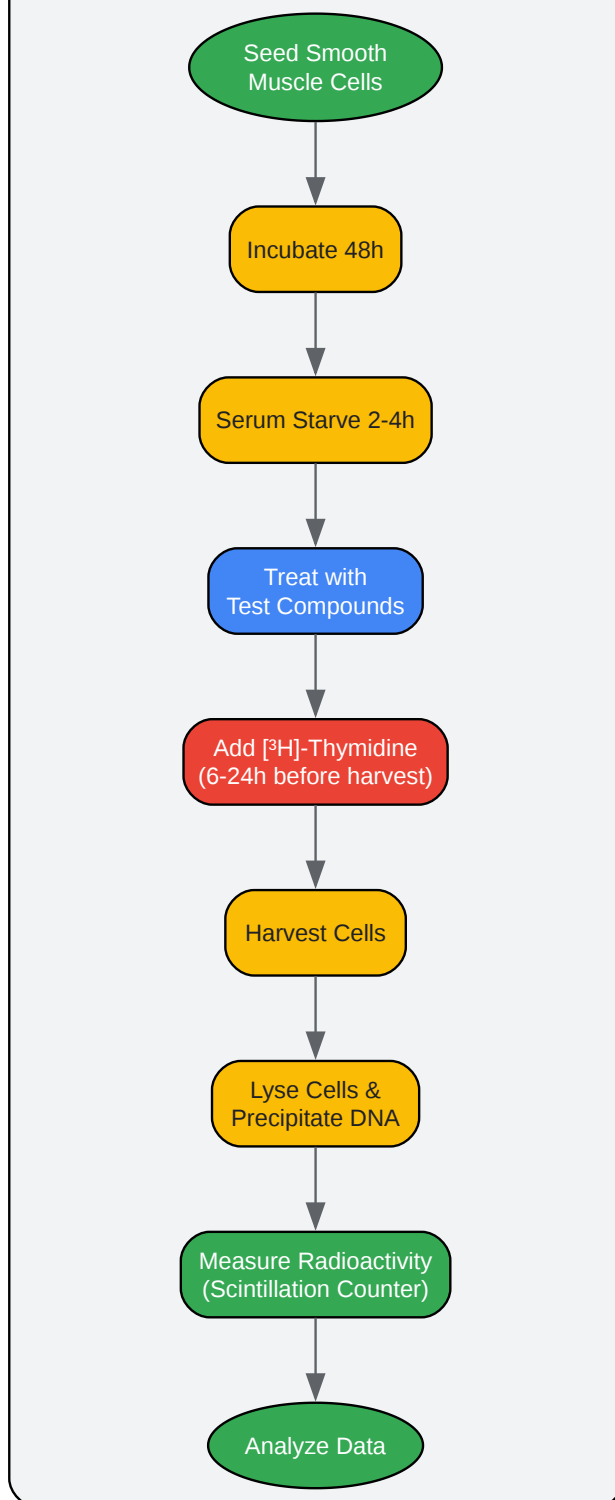 Seed Smooth
Muscle Cells
Incubate 48h
Serum Starve 2-4h
Treat with
Test Compounds
Add [³H]-Thymidine
(6-24h before harvest)
Harvest Cells
Lyse Cells &
Precipitate DNA
Measure Radioactivity
(Scintillation Counter)
Analyze Data